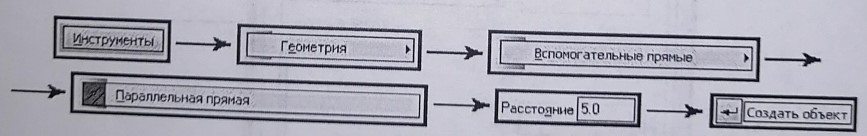 Инструменты Геометрия Вспомогательные прямые
Параллельная прямая Расстояние 5.0 Создать объект